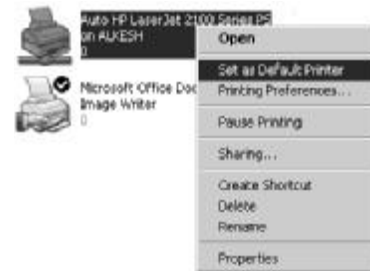 Auto HP LaserJet 2100 Series PS
on ALKESH
0
Microsoft Office Doc
Image Writer
0
Open
Set as Default Printer
Printing Preferences...
Pause Printing
Sharing...
Create Shortcut
Delete
Rename
Properties